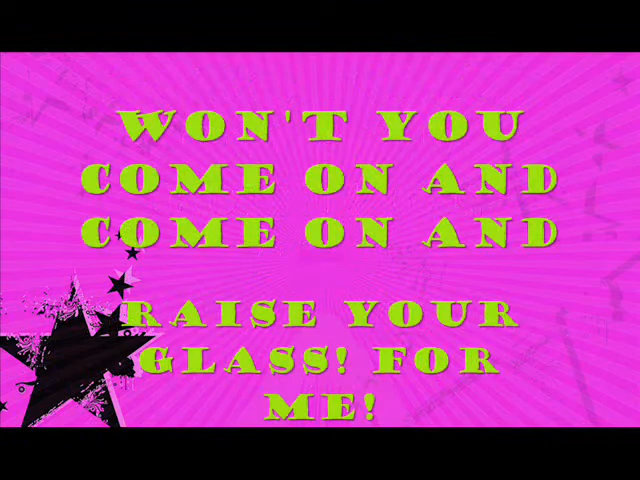 WON'T YOU
COME ON AND
COME ON AND
RAISE YOUR
GLASS! FOR
ME!